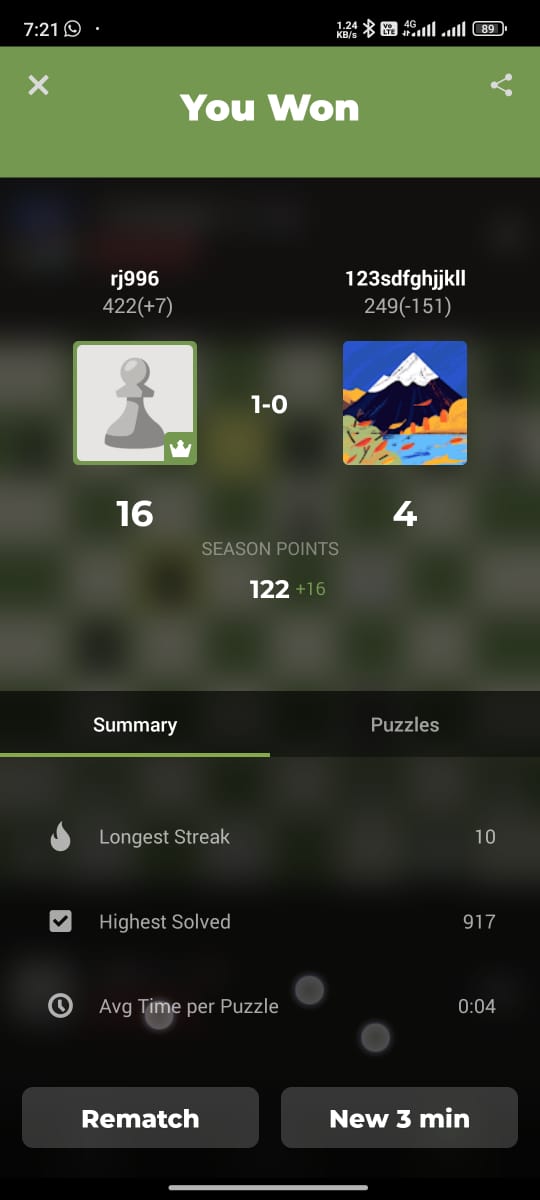 7:21
1.24 KB/s Vo LTE 4G 89
You Won
rj996 123sdfghjjkll
422(+7) 249(-151)
1-0
16 4
SEASON POINTS
122 +16
Summary Puzzles
Longest Streak 10
Highest Solved 917
Avg Time per Puzzle 0:04
Rematch New 3 min